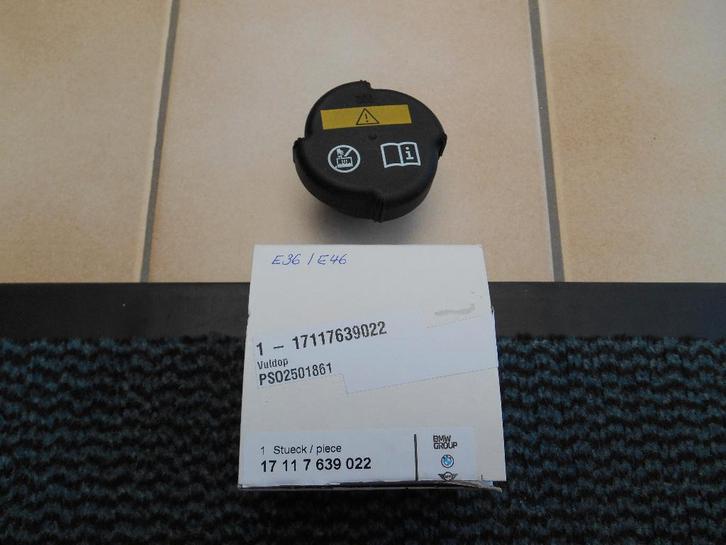 E36 / E46
1 - 17117639022
Vuldop
PSO2501861
1 Stueck / piece
17 11 7 639 022
BMW
GROUP